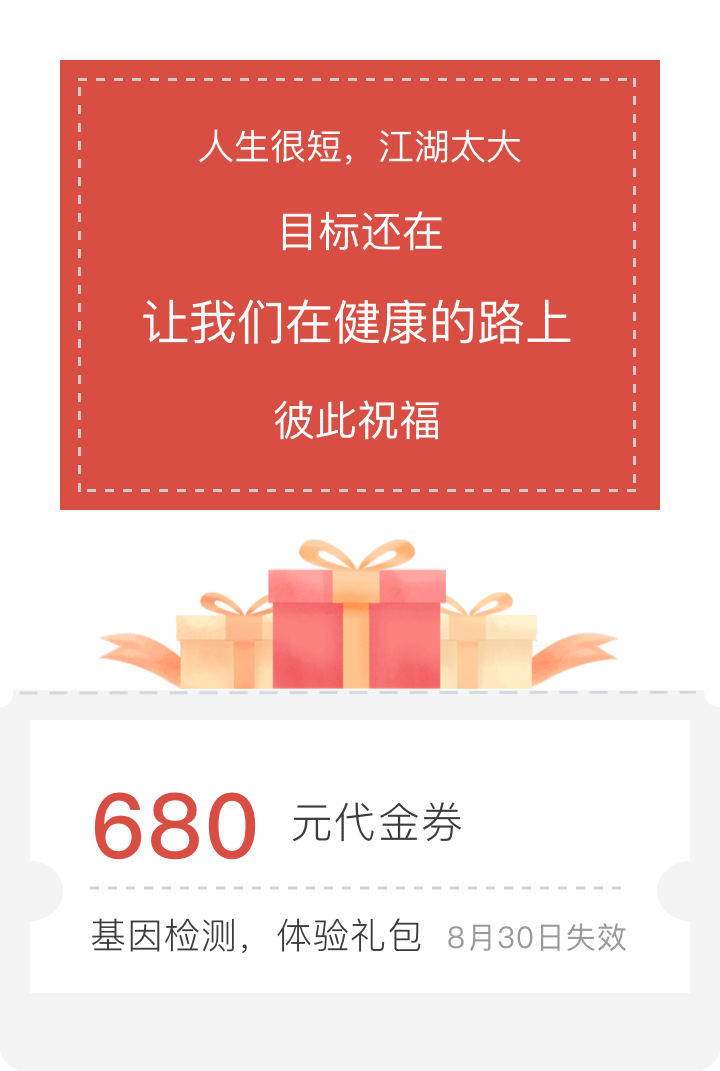 人生很短，江湖太大
目标还在
让我们在健康的路上
彼此祝福
680 元代金券
基因检测，体验礼包 8月30日失效